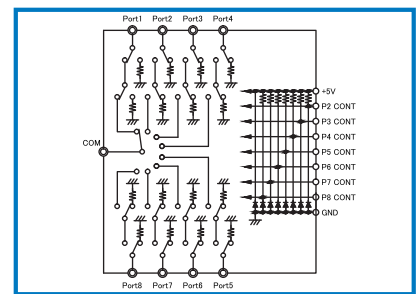 Port1 Port2 Port3 Port4
+5V
P2 CONT
P3 CONT
P4 CONT
COM
P5 CONT
P6 CONT
P7 CONT
P8 CONT
GND
Port8 Port7 Port6 Port5